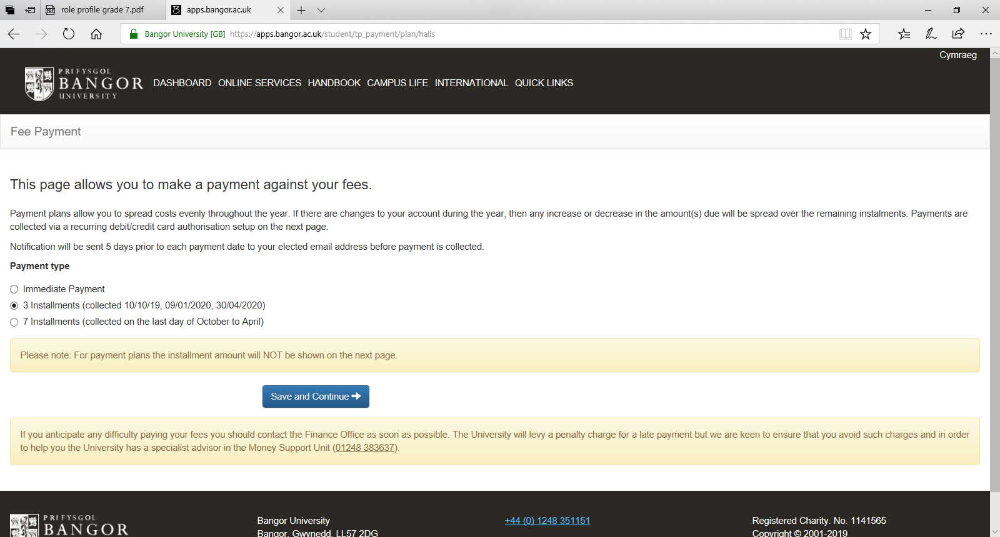 role profile grade 7.pdf
apps.bangor.ac.uk
Bangor University [GB] https://apps.bangor.ac.uk/student/tp_payment/plan/halls
Cymraeg
PRIFYSGOL
BANGOR
UNIVERSITY
DASHBOARD ONLINE SERVICES HANDBOOK CAMPUS LIFE INTERNATIONAL QUICK LINKS
Fee Payment
This page allows you to make a payment against your fees.
Payment plans allow you to spread costs evenly throughout the year. If there are changes to your account during the year, then any increase or decrease in the amount(s) due will be spread over the remaining instalments. Payments are
collected via a recurring debit/credit card authorisation setup on the next page.
Notification will be sent 5 days prior to each payment date to your elected email address before payment is collected.
Payment type
Immediate Payment
3 Installments (collected 10/10/19, 09/01/2020, 30/04/2020)
7 Installments (collected on the last day of October to April)
Please note: For payment plans the installment amount will NOT be shown on the next page.
Save and Continue
If you anticipate any difficulty paying your fees you should contact the Finance Office as soon as possible. The University will levy a penalty charge for a late payment but we are keen to ensure that you avoid such charges and in order
to help you the University has a specialist advisor in the Money Support Unit (01248 383637).
PRIFYSGOL
BANGOR
Bangor University
Bangor, Gwynedd, LL57 2DG
+44 (0) 1248 351151
Registered Charity. No. 1141565
Copyright © 2001-2019